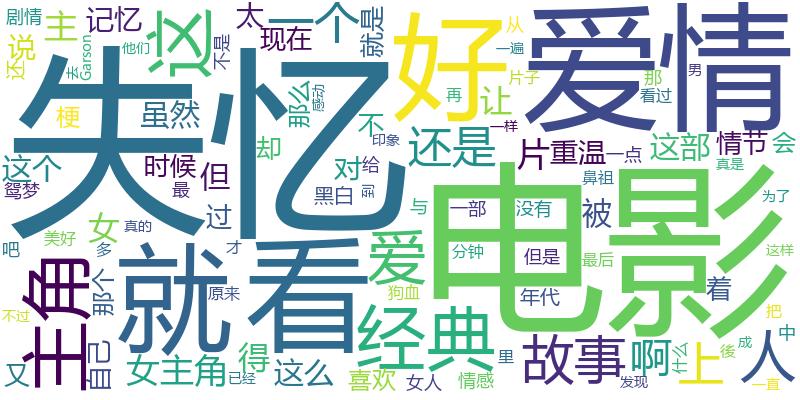 剧情 主 记忆 太 一个 就是 好 爱情
还 说 他们 Garson 这 现在 不是 从 一遍 那 男
去 失忆 那么 感动 再 让 片子 看过
梗 虽然 不 印象 一样
这个 时候 但 却 对 给 还是 片 重温 一点 这部 情节 会
鸳梦 最 黑白 到 鼻祖 真是
女 过 与 一部 没有 被 为了
吧 美好 多 真的 才 就 看 爱 电影 分钟 但是 最后 这样
主角 那个 原来 狗血 年代 着
不过 自己 经典 故事 啊 上 人 把 中
又 女主角 得 这么 喜欢 女人 情感 里 什么 後 成
已经 发现 一直